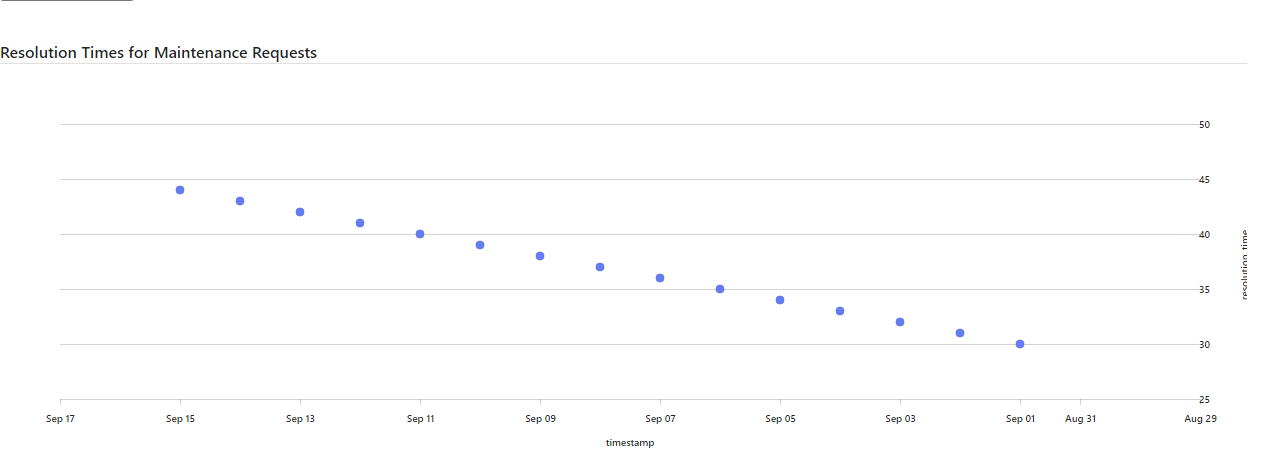 Resolution Times for Maintenance Requests
50
45
40
35
30
25
resolution_time
Sep 17 Sep 15 Sep 13 Sep 11 Sep 09 Sep 07 Sep 05 Sep 03 Sep 01 Aug 31 Aug 29
timestamp